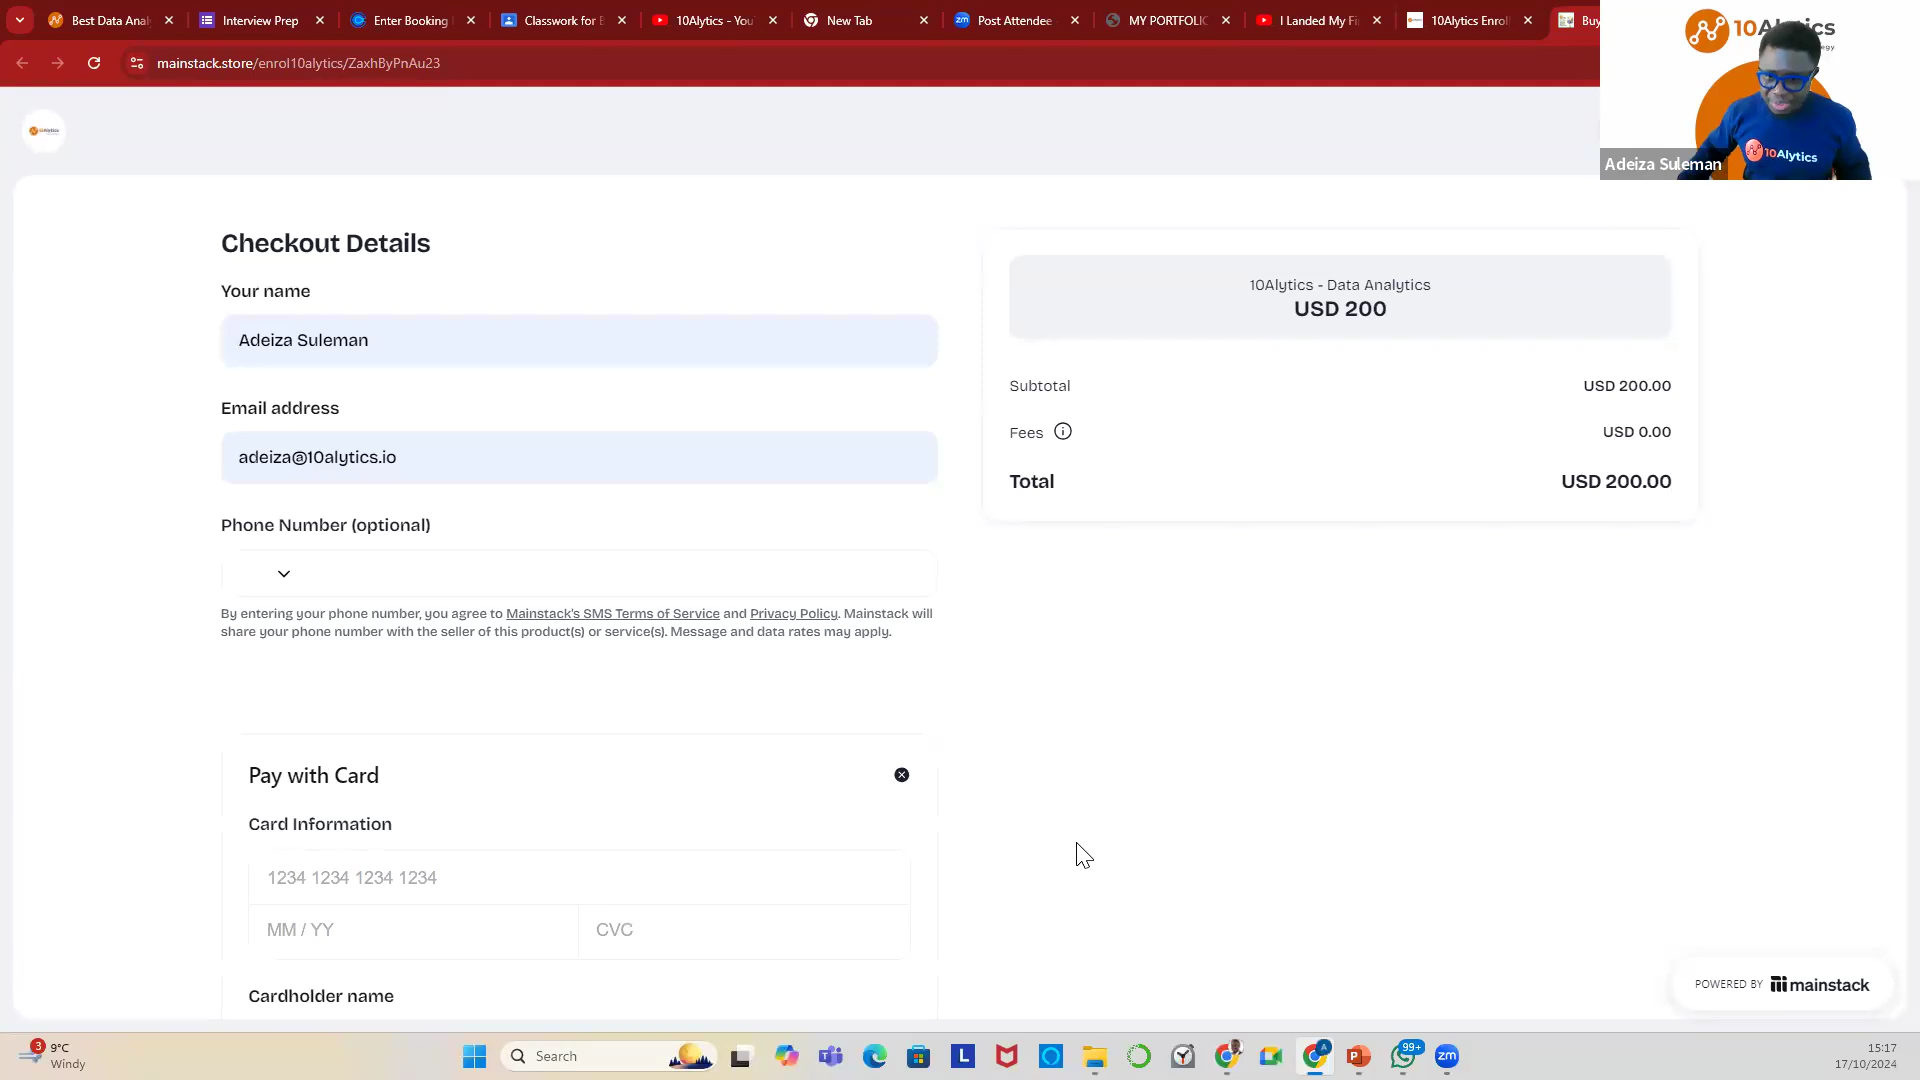 Best Data Anal
Interview Prep
Enter Booking
Classwork for B
10Alytics - You
New Tab
Post Attendee
MY PORTFOLIO
I Landed My Fi
10Alytics Enrol
Buy
mainstack.store/enrol10alytics/ZaxhByPnAu23
10Alytics
Adeiza Suleman
10Alytics
Checkout Details
Your name
Adeiza Suleman
Email address
adeiza@10alytics.io
Phone Number (optional)
By entering your phone number, you agree to Mainstack's SMS Terms of Service and Privacy Policy. Mainstack will
share your phone number with the seller of this product(s) or service(s). Message and data rates may apply.
10Alytics - Data Analytics
USD 200
Subtotal USD 200.00
Fees USD 0.00
Total USD 200.00
Pay with Card
Card Information
1234 1234 1234 1234
MM / YY CVC
Cardholder name
POWERED BY mainstack
3
9°C
Windy
Search
99+
15:17
17/10/2024